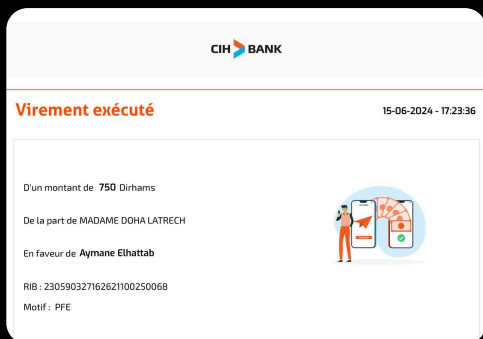 CIH BANK
Virement exécuté 15-06-2024 - 17:23:36
D'un montant de 750 Dirhams
De la part de MADAME DOHA LATRECH
En faveur de Aymane Elhattab
RIB : 230590327162621100250068
Motif : PFE